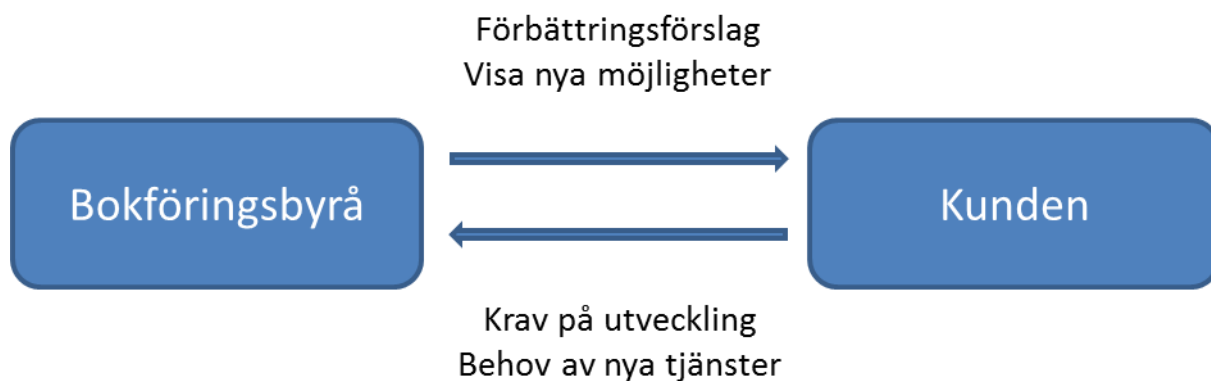 Förbättringsförslag
Visa nya möjligheter
Bokföringsbyrå
Kunden
Krav på utveckling
Behov av nya tjänster